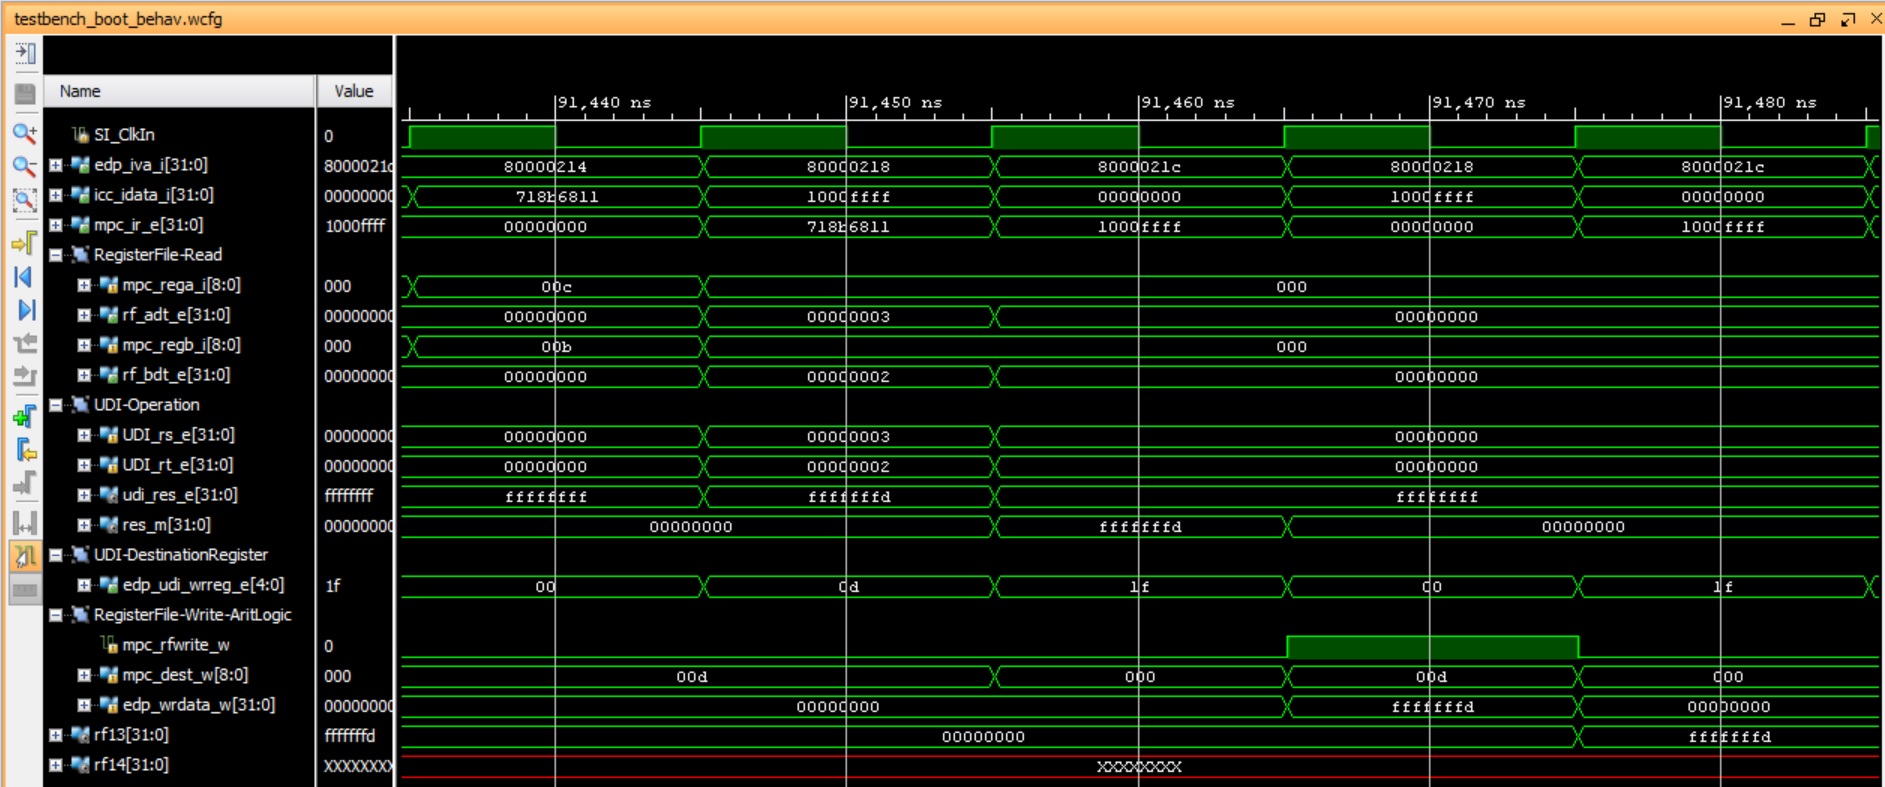 testbench_boot_behav.wcfg
Name Value
91,440 ns 91,450 ns 91,460 ns 91,470 ns 91,480 ns
SI_ClkIn 0
edp_iva_i[31:0] 8000021c 80000214 80000218 8000021c 80000218 8000021c
icc_idata_i[31:0] 00000000 718b6811 1000ffff 00000000 1000ffff 00000000
mpc_ir_e[31:0] 1000ffff 00000000 718b6811 1000ffff 00000000 1000ffff
RegisterFile-Read
mpc_rega_i[8:0] 000 00c 000
rf_adt_e[31:0] 00000000 00000000 00000003 00000000
mpc_regb_i[8:0] 000 00b 000
rf_bdt_e[31:0] 00000000 00000000 00000002 00000000
UDI-Operation
UDI_rs_e[31:0] 00000000 00000000 00000003 00000000
UDI_rt_e[31:0] 00000000 00000000 00000002 00000000
udi_res_e[31:0] ffffffff ffffffff fffffffd ffffffff
res_m[31:0] 00000000 00000000 fffffffd 00000000
UDI-DestinationRegister
edp_udi_wrreg_e[4:0] 1f 00 0d 1f 00 1f
RegisterFile-Write-AritLogic
mpc_rfwrite_w 0
mpc_dest_w[8:0] 000 00d 000 00d 000
edp_wrdata_w[31:0] 00000000 00000000 fffffffd 00000000
rf13[31:0] fffffffd 00000000 fffffffd
rf14[31:0] XXXXXXXX XXXXXXXX